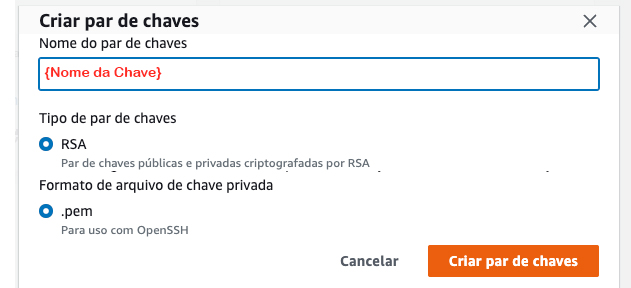 Criar par de chaves
Nome do par de chaves
{Nome da Chave}
Tipo de par de chaves
RSA
Par de chaves públicas e privadas criptografadas por RSA
Formato de arquivo de chave privada
.pem
Para uso com OpenSSH
Cancelar Criar par de chaves